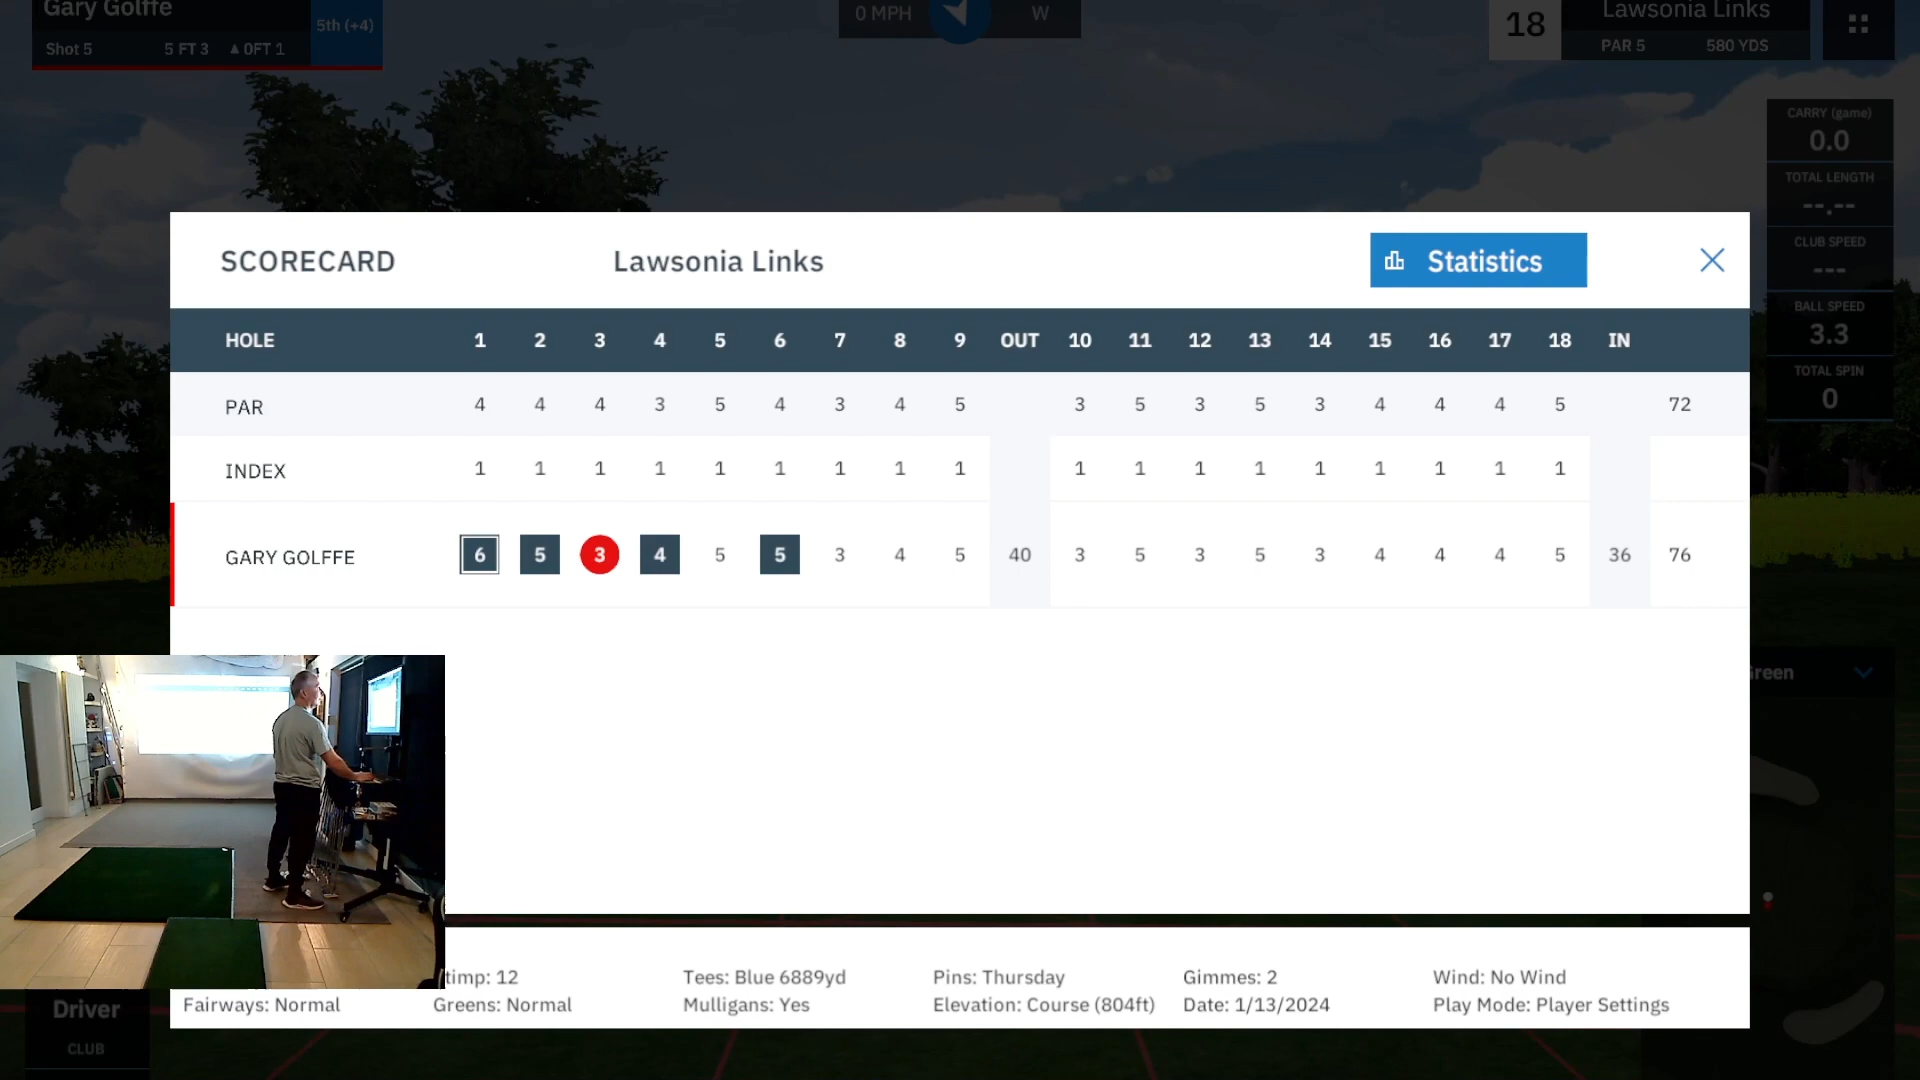 Gary Golffe
Shot 5 5 FT 3 ▲ 0FT 1
5th (+4)
0 MPH W
18
Lawsonia Links
PAR 5 580 YDS
CARRY (game)
0.0
TOTAL LENGTH
--.--
CLUB SPEED
---
BALL SPEED
3.3
TOTAL SPIN
0
SCORECARD Lawsonia Links Statistics
HOLE 1 2 3 4 5 6 7 8 9 OUT 10 11 12 13 14 15 16 17 18 IN
PAR 4 4 4 3 5 4 3 4 5 3 5 3 5 3 4 4 4 5 72
INDEX 1 1 1 1 1 1 1 1 1 1 1 1 1 1 1 1 1 1
GARY GOLFFE 6 5 3 4 5 5 3 4 5 40 3 5 3 5 3 4 4 4 5 36 76
reen
timp: 12 Tees: Blue 6889yd Pins: Thursday Gimmes: 2 Wind: No Wind
Fairways: Normal Greens: Normal Mulligans: Yes Elevation: Course (804ft) Date: 1/13/2024 Play Mode: Player Settings
Driver
CLUB